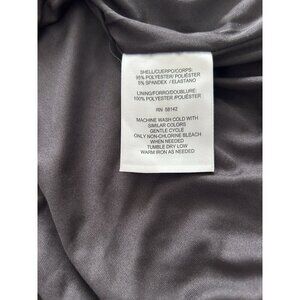 SHELL/CUERPO/CORPS:
95% POLYESTER/ POLIÉSTER
5% SPANDEX / ELASTANO
LINING/FORRO/DOUBLURE:
100% POLYESTER /POLIÉSTER
RN 58142
MACHINE WASH COLD WITH
SIMILAR COLORS
GENTLE CYCLE
ONLY NON-CHLORINE BLEACH
WHEN NEEDED
TUMBLE DRY LOW
WARM IRON AS NEEDED